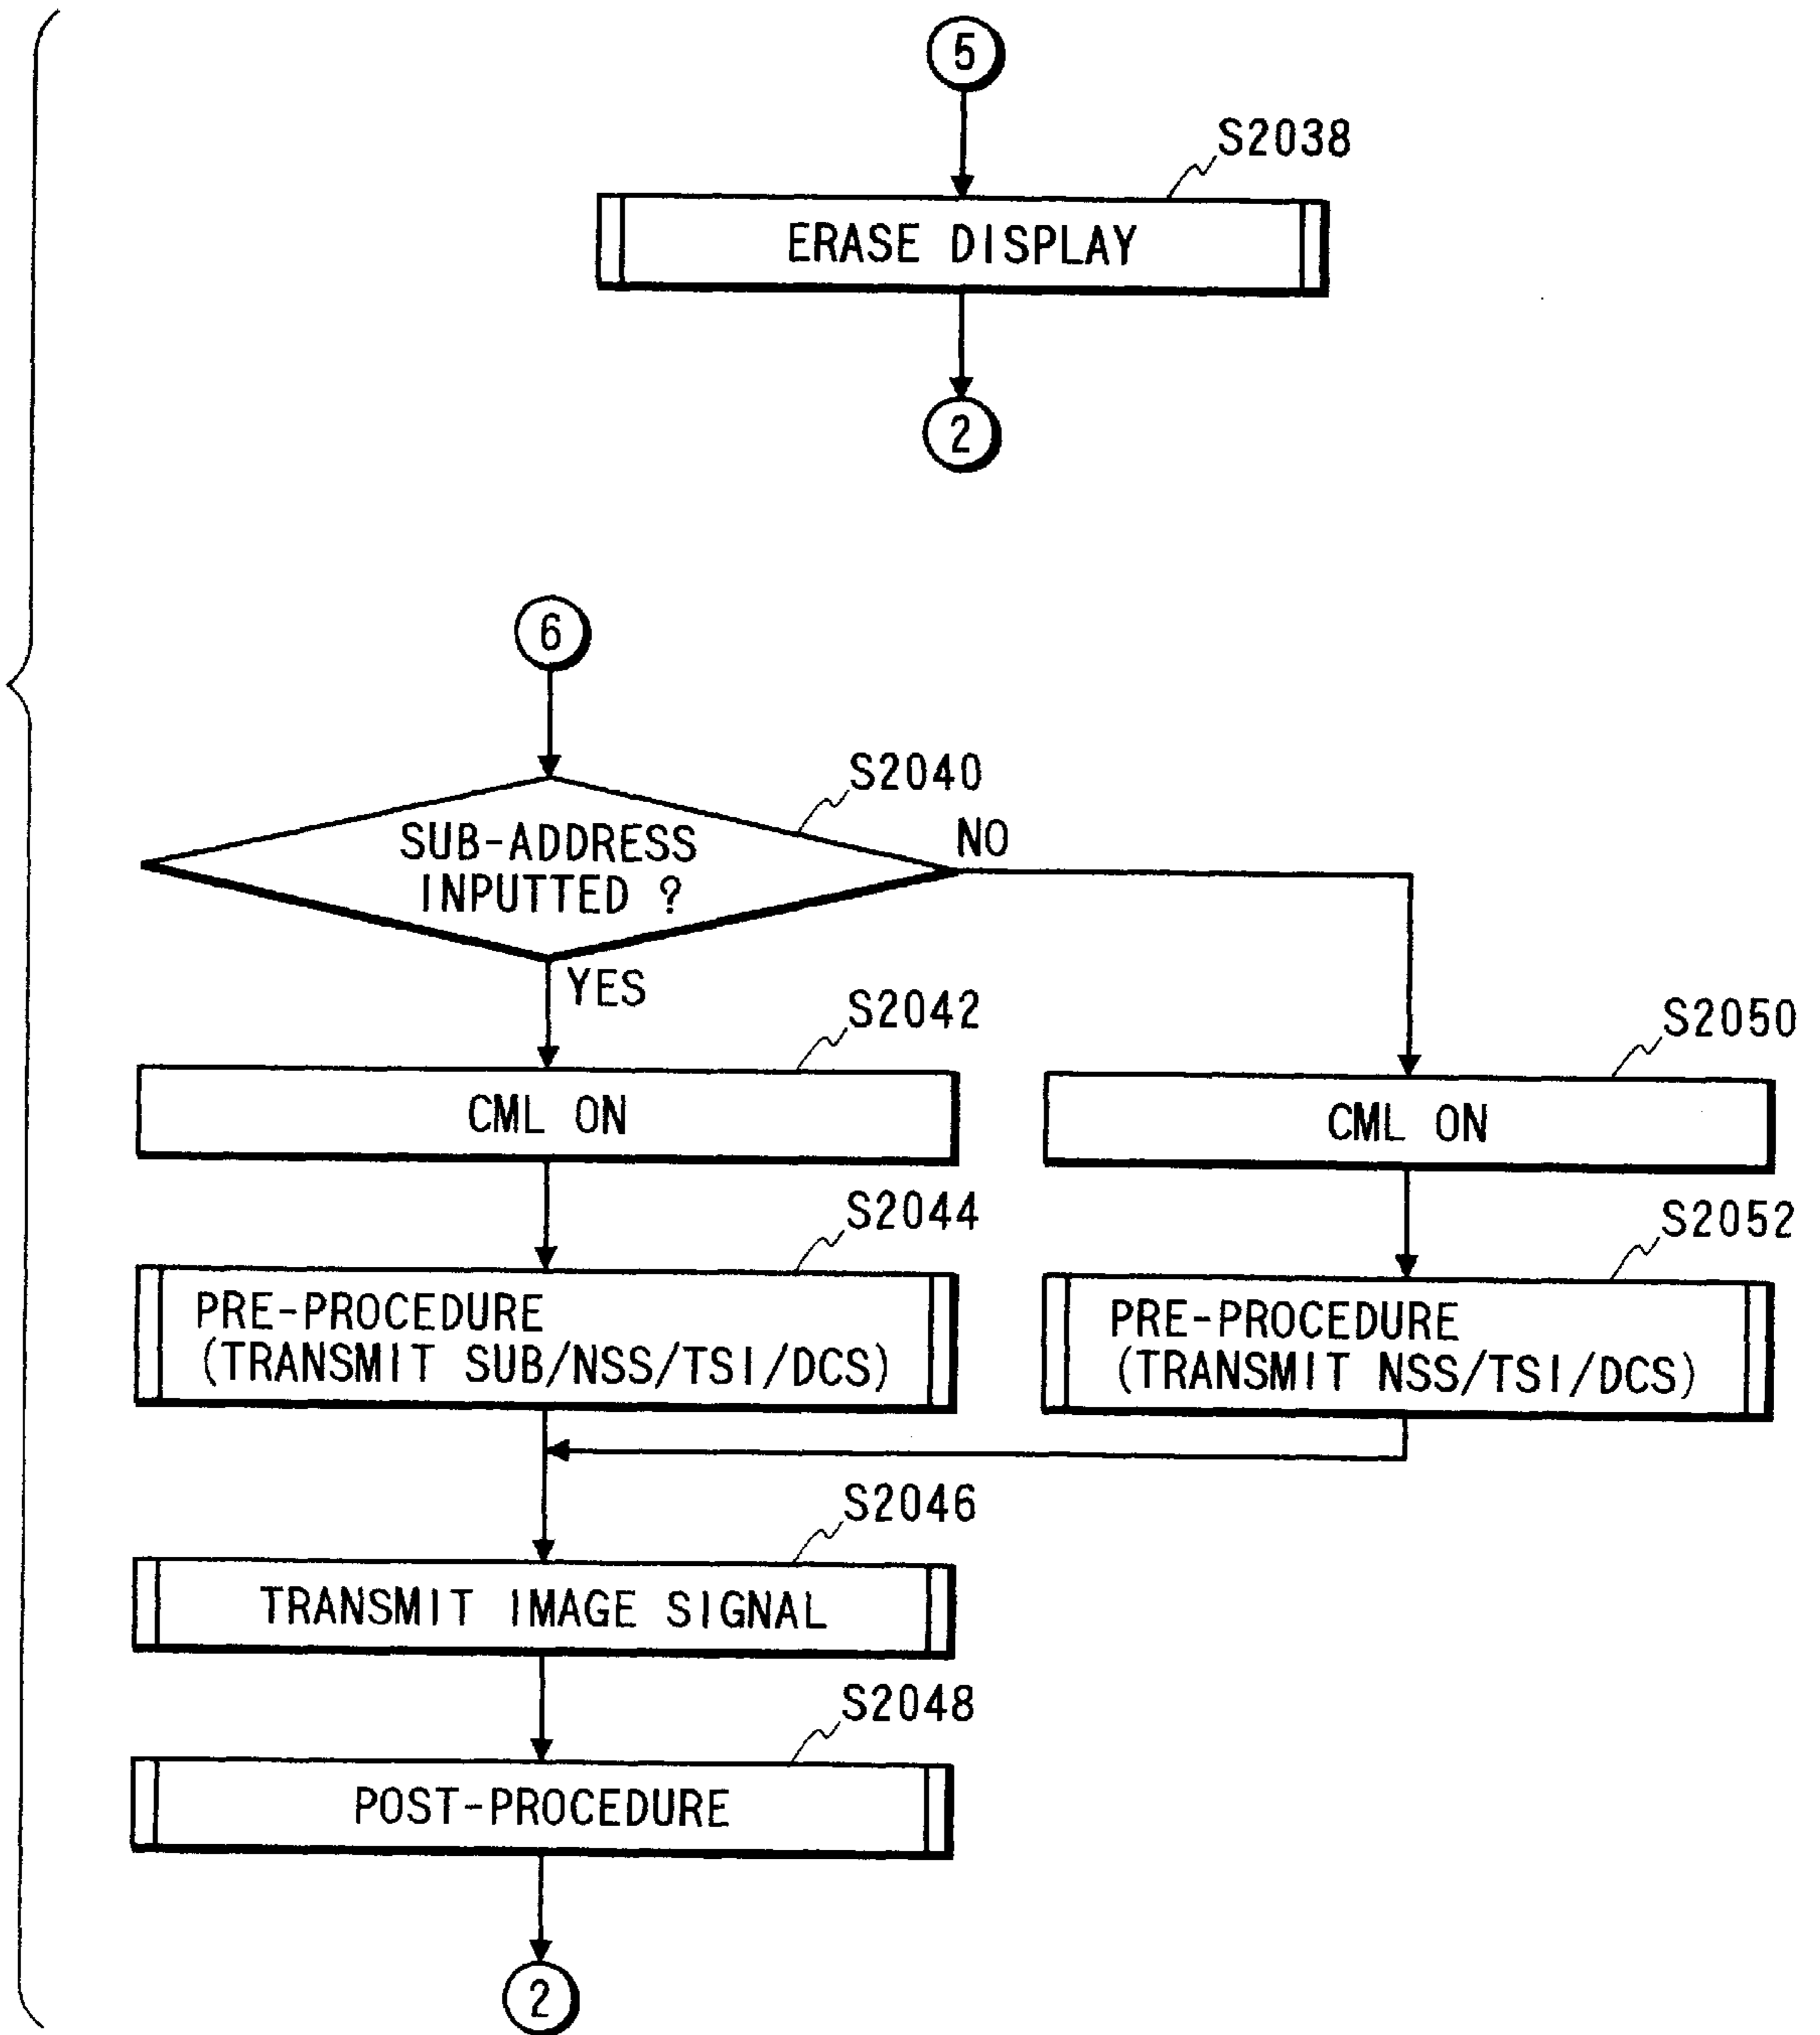 5
S2038
ERASE DISPLAY
2
6
S2040
SUB-ADDRESS
INPUTTED ?
NO
YES
S2042
CML ON
S2050
CML ON
S2044
PRE-PROCEDURE
(TRANSMIT SUB/NSS/TSI/DCS)
S2052
PRE-PROCEDURE
(TRANSMIT NSS/TSI/DCS)
S2046
TRANSMIT IMAGE SIGNAL
S2048
POST-PROCEDURE
2